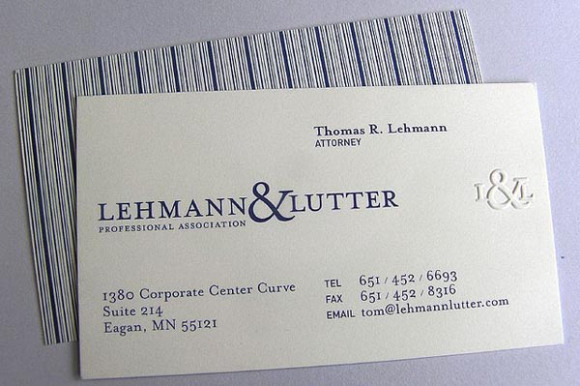 Thomas R. Lehmann
ATTORNEY
LEHMANN & LUTTER
PROFESSIONAL ASSOCIATION
L&L
1380 Corporate Center Curve
Suite 214
Eagan, MN 55121
TEL 651 / 452 / 6693
FAX 651 / 452 / 8316
EMAIL tom@lehmannlutter.com